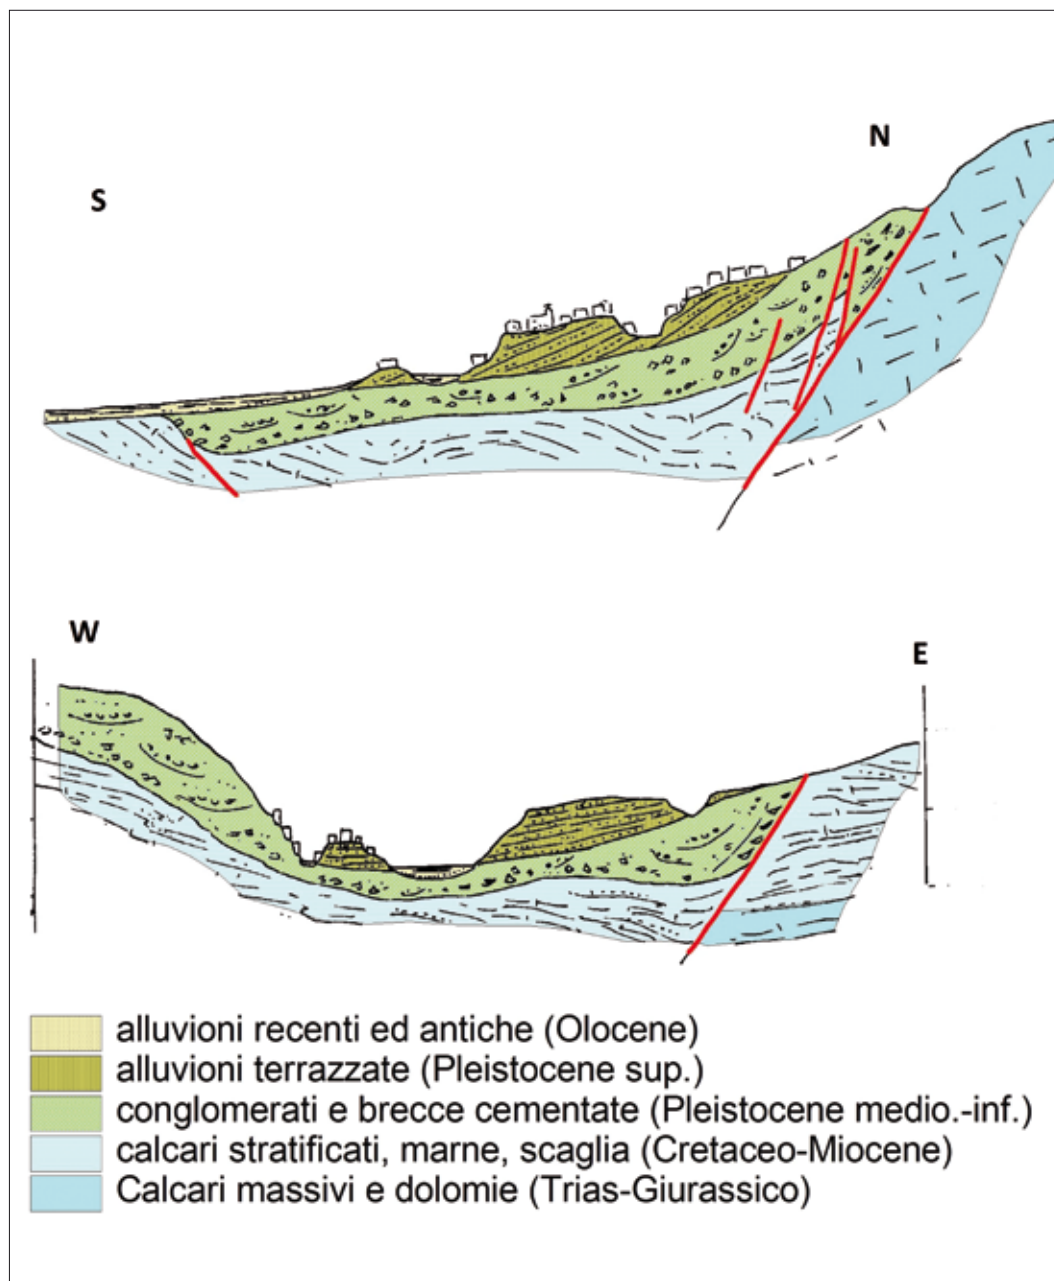 N
S
W
E
alluvioni recenti ed antiche (Olocene)
alluvioni terrazzate (Pleistocene sup.)
conglomerati e brecce cementate (Pleistocene medio.-inf.)
calcari stratificati, marne, scaglia (Cretaceo-Miocene)
Calcari massivi e dolomie (Trias-Giurassico)